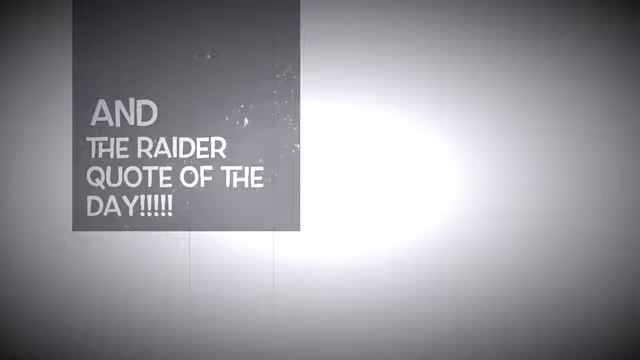 AND
THE RAIDER
QUOTE OF THE
DAY!!!!!